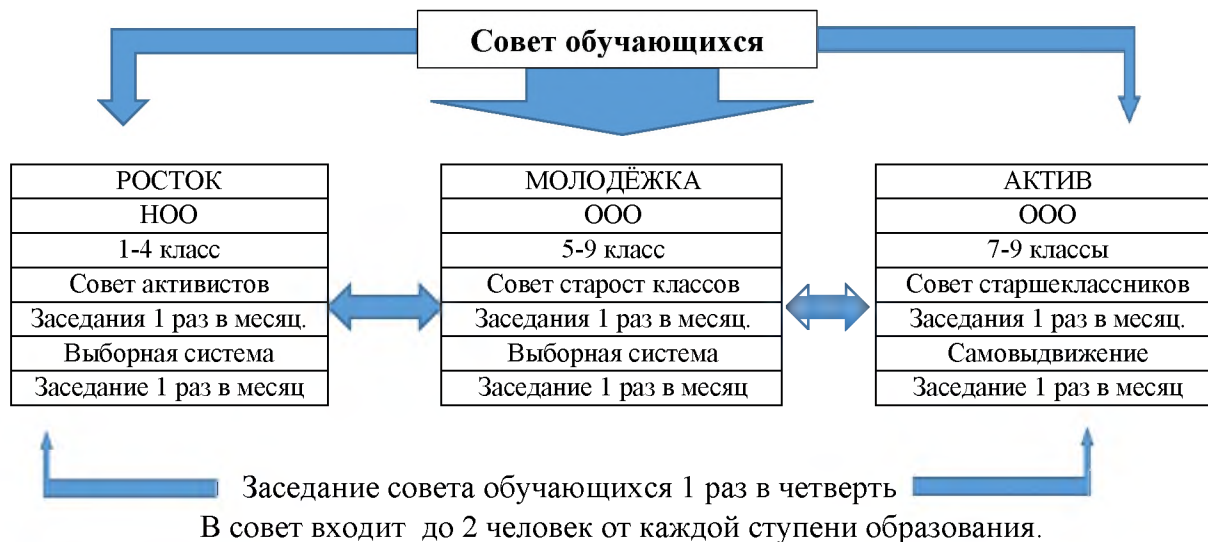 Совет обучающихся
РОСТОК
НОО
1-4 класс
Совет активистов
Заседания 1 раз в месяц.
Выборная система
Заседание 1 раз в месяц
МОЛОДЁЖКА
ООО
5-9 класс
Совет старост классов
Заседания 1 раз в месяц.
Выборная система
Заседание 1 раз в месяц
АКТИВ
ООО
7-9 классы
Совет старшеклассников
Заседания 1 раз в месяц.
Самовыдвижение
Заседание 1 раз в месяц
Заседание совета обучающихся 1 раз в четверть
В совет входит до 2 человек от каждой ступени образования.